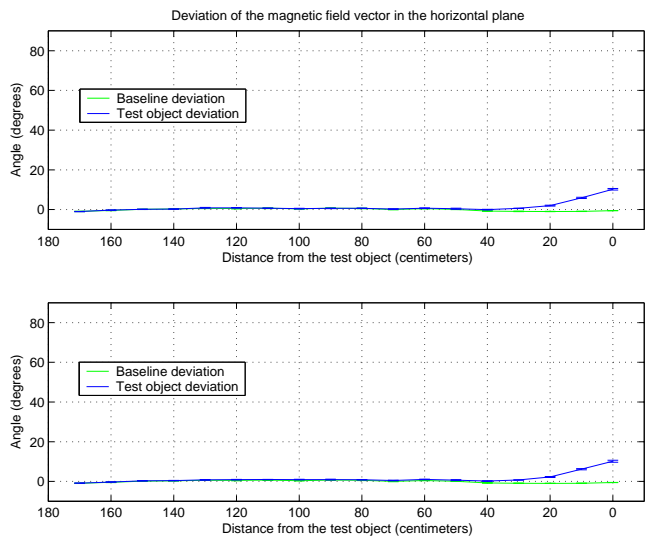 Deviation of the magnetic field vector in the horizontal plane
80
60
40
20
0
Angle (degrees)
Baseline deviation
Test object deviation
180 160 140 120 100 80 60 40 20 0
Distance from the test object (centimeters)
80
60
40
20
0
Angle (degrees)
Baseline deviation
Test object deviation
180 160 140 120 100 80 60 40 20 0
Distance from the test object (centimeters)